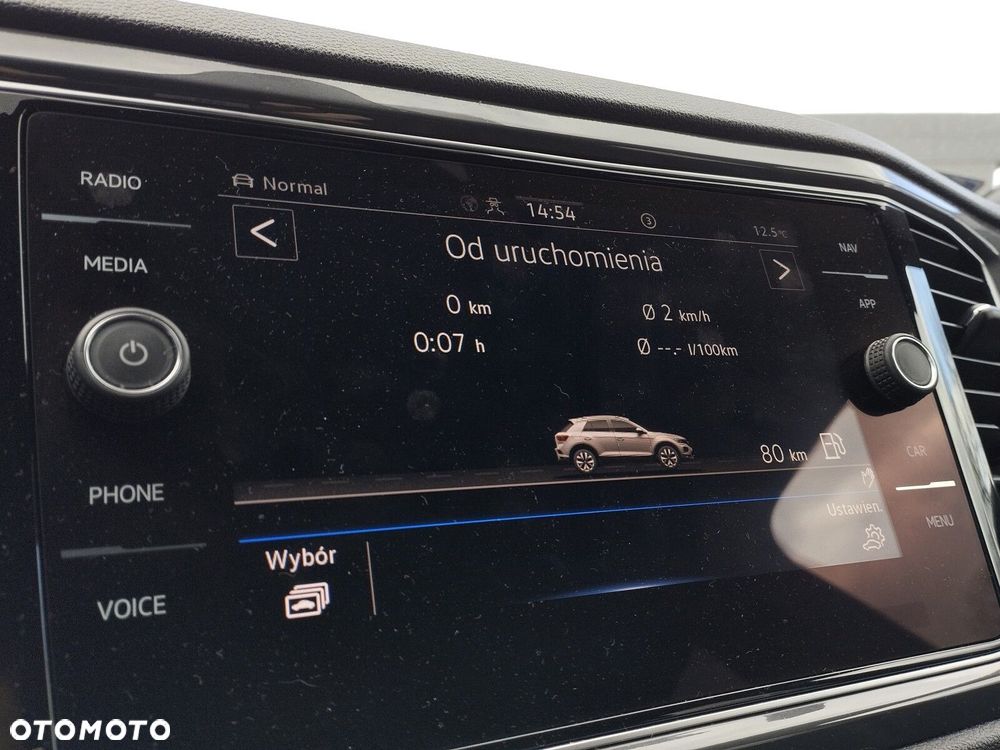 RADIO
MEDIA
PHONE
VOICE
Normal
14:54
3
12.5°C
<
Od uruchomienia
>
0 km
Ø 2 km/h
0:07 h
Ø --.- l/100km
80 km
Wybór
Ustawien.
NAV
APP
CAR
MENU
OTOMOTO